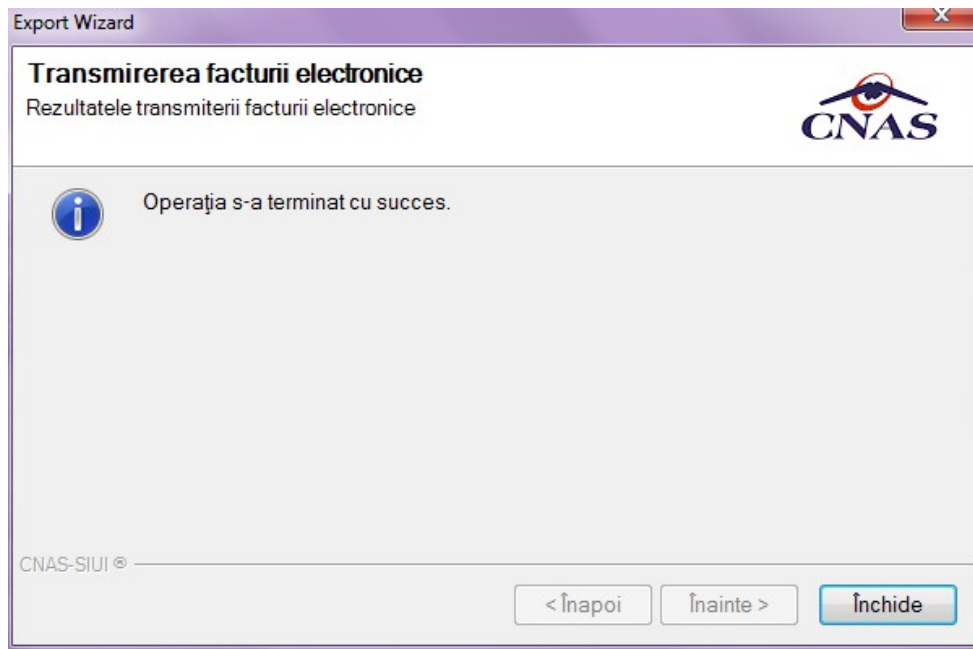 Export Wizard
Transmirerea facturii electronice
Rezultatele transmiterii facturii electronice
CNAS
Operaţia s-a terminat cu succes.
CNAS-SIUI ®
< Înapoi
Înainte >
Închide